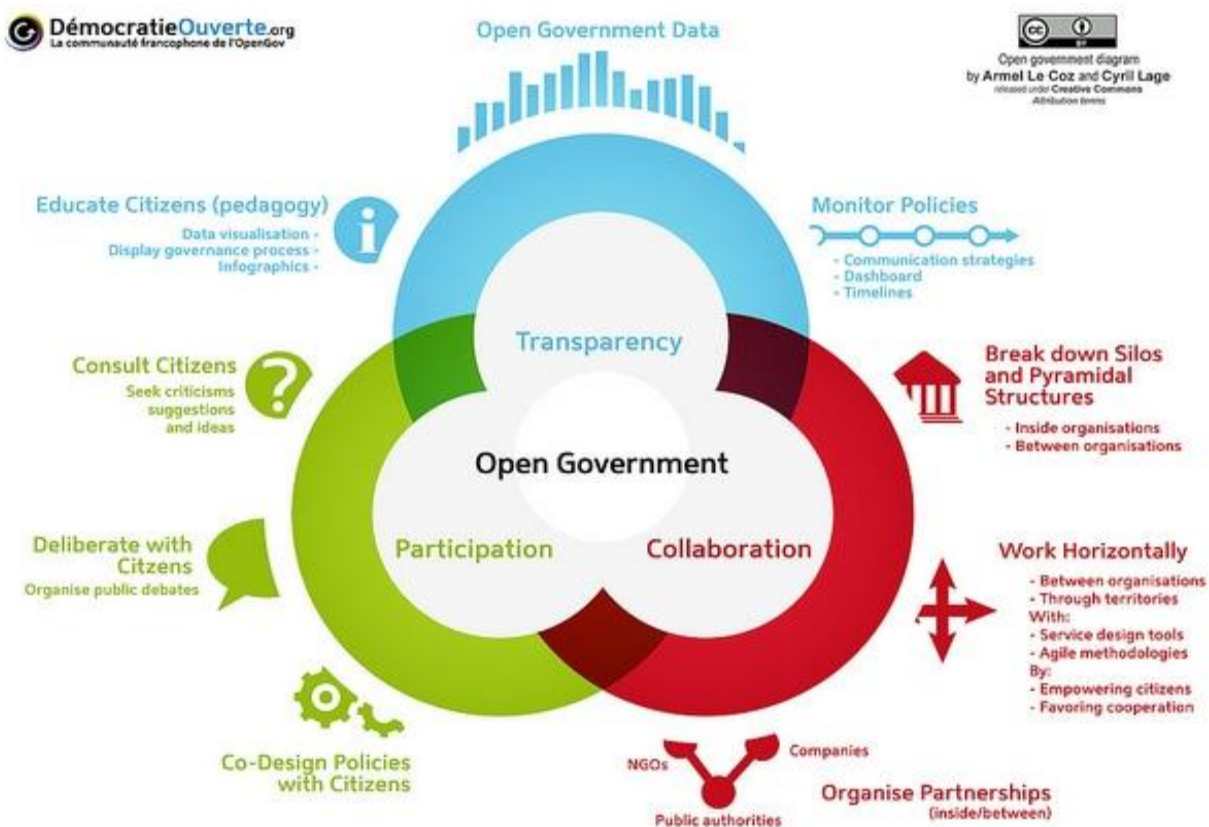 DémocratieOuverte.org
La communauté francophone de l'OpenGov
Open Government Data
CC
BY
Open government diagram
by Armel Le Coz and Cyril Lage
released under Creative Commons
Attribution terms
Educate Citizens (pedagogy)
Data visualisation -
Display governance process -
Infographics -
i
Monitor Policies
- Communication strategies
- Dashboard
- Timelines
Transparency
Consult Citizens
Seek criticisms
suggestions
and ideas
?
Break down Silos
and Pyramidal
Structures
- Inside organisations
- Between organisations
Open Government
Participation
Collaboration
Deliberate with
Citzens
Organise public debates
Work Horizontally
- Between organisations
- Through territories
With:
- Service design tools
- Agile methodologies
By:
- Empowering citizens
- Favoring cooperation
Co-Design Policies
with Citizens
NGOs
Companies
Public authorities
Organise Partnerships
(inside/between)